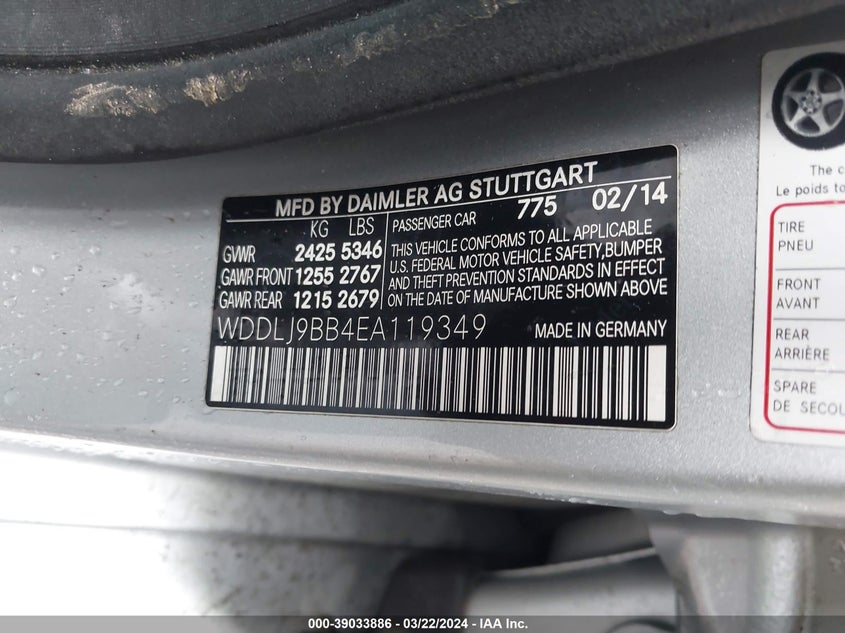 MFD BY DAIMLER AG STUTTGART
KG LBS
GVWR 2425 5346
GAWR FRONT 1255 2767
GAWR REAR 1215 2679
PASSENGER CAR 775 02/14
THIS VEHICLE CONFORMS TO ALL APPLICABLE
U.S. FEDERAL MOTOR VEHICLE SAFETY,BUMPER
AND THEFT PREVENTION STANDARDS IN EFFECT
ON THE DATE OF MANUFACTURE SHOWN ABOVE
WDDLJ9BB4EA119349 MADE IN GERMANY
The c
Le poids to
TIRE
PNEU
FRONT
AVANT
REAR
ARRIÈRE
SPARE
DE SECOU
000-39033886 - 03/22/2024 - IAA Inc.